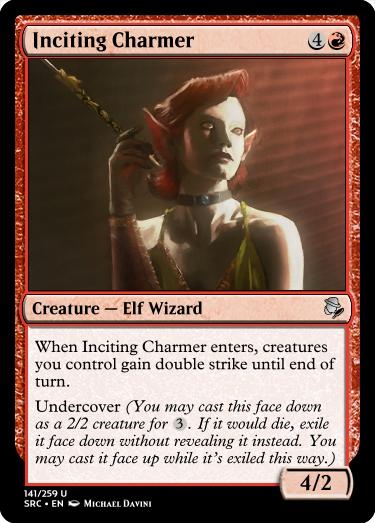 Inciting Charmer 4
Creature — Elf Wizard
When Inciting Charmer enters, creatures
you control gain double strike until end of
turn.
Undercover (You may cast this face down
as a 2/2 creature for 3. If it would die, exile
it face down without revealing it instead. You
may cast it face up while it's exiled this way.)
4/2
141/259 U
SRC • EN Michael Davini